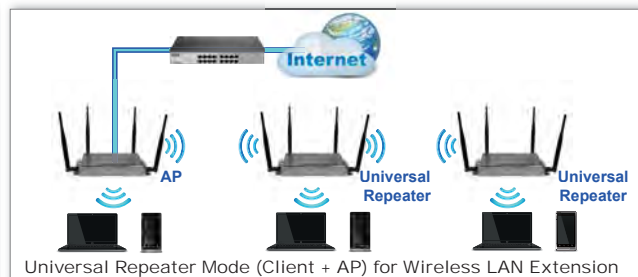 Internet
AP
Universal
Repeater
Universal
Repeater
Universal Repeater Mode (Client + AP) for Wireless LAN Extension